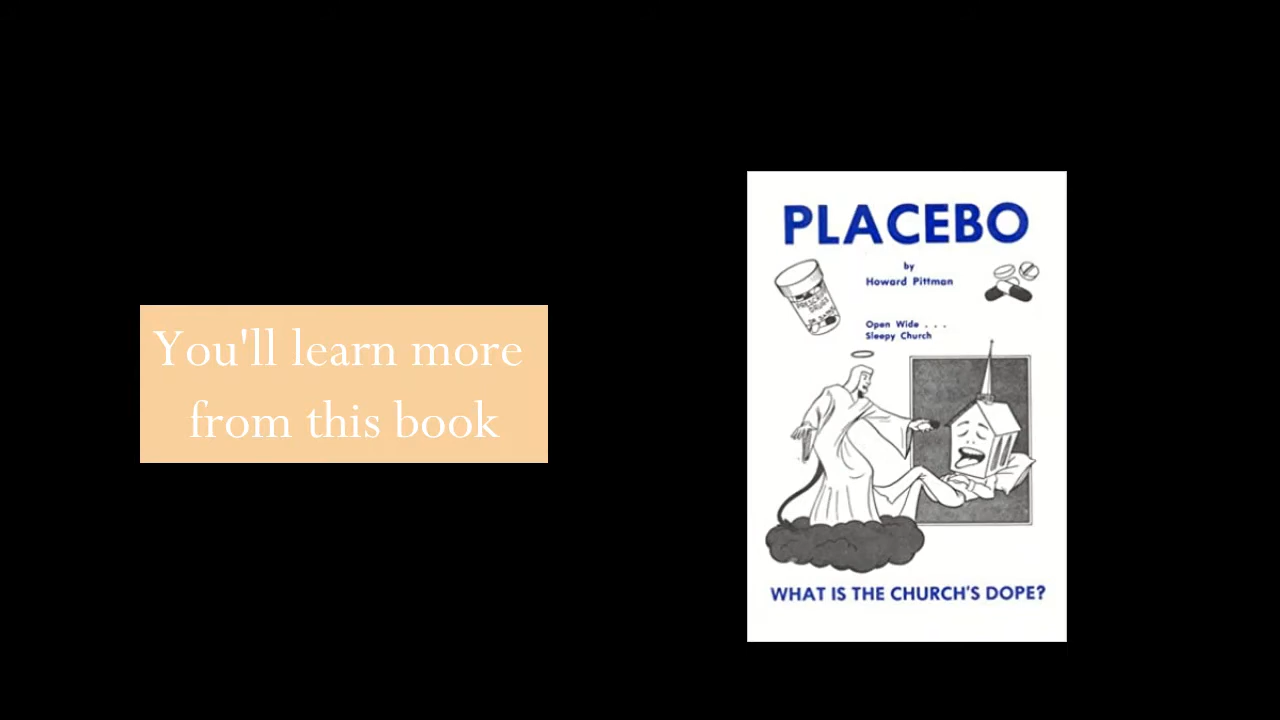 You'll learn more
from this book
PLACEBO
by
Howard Pittman
Open Wide . . .
Sleepy Church
WHAT IS THE CHURCH'S DOPE?